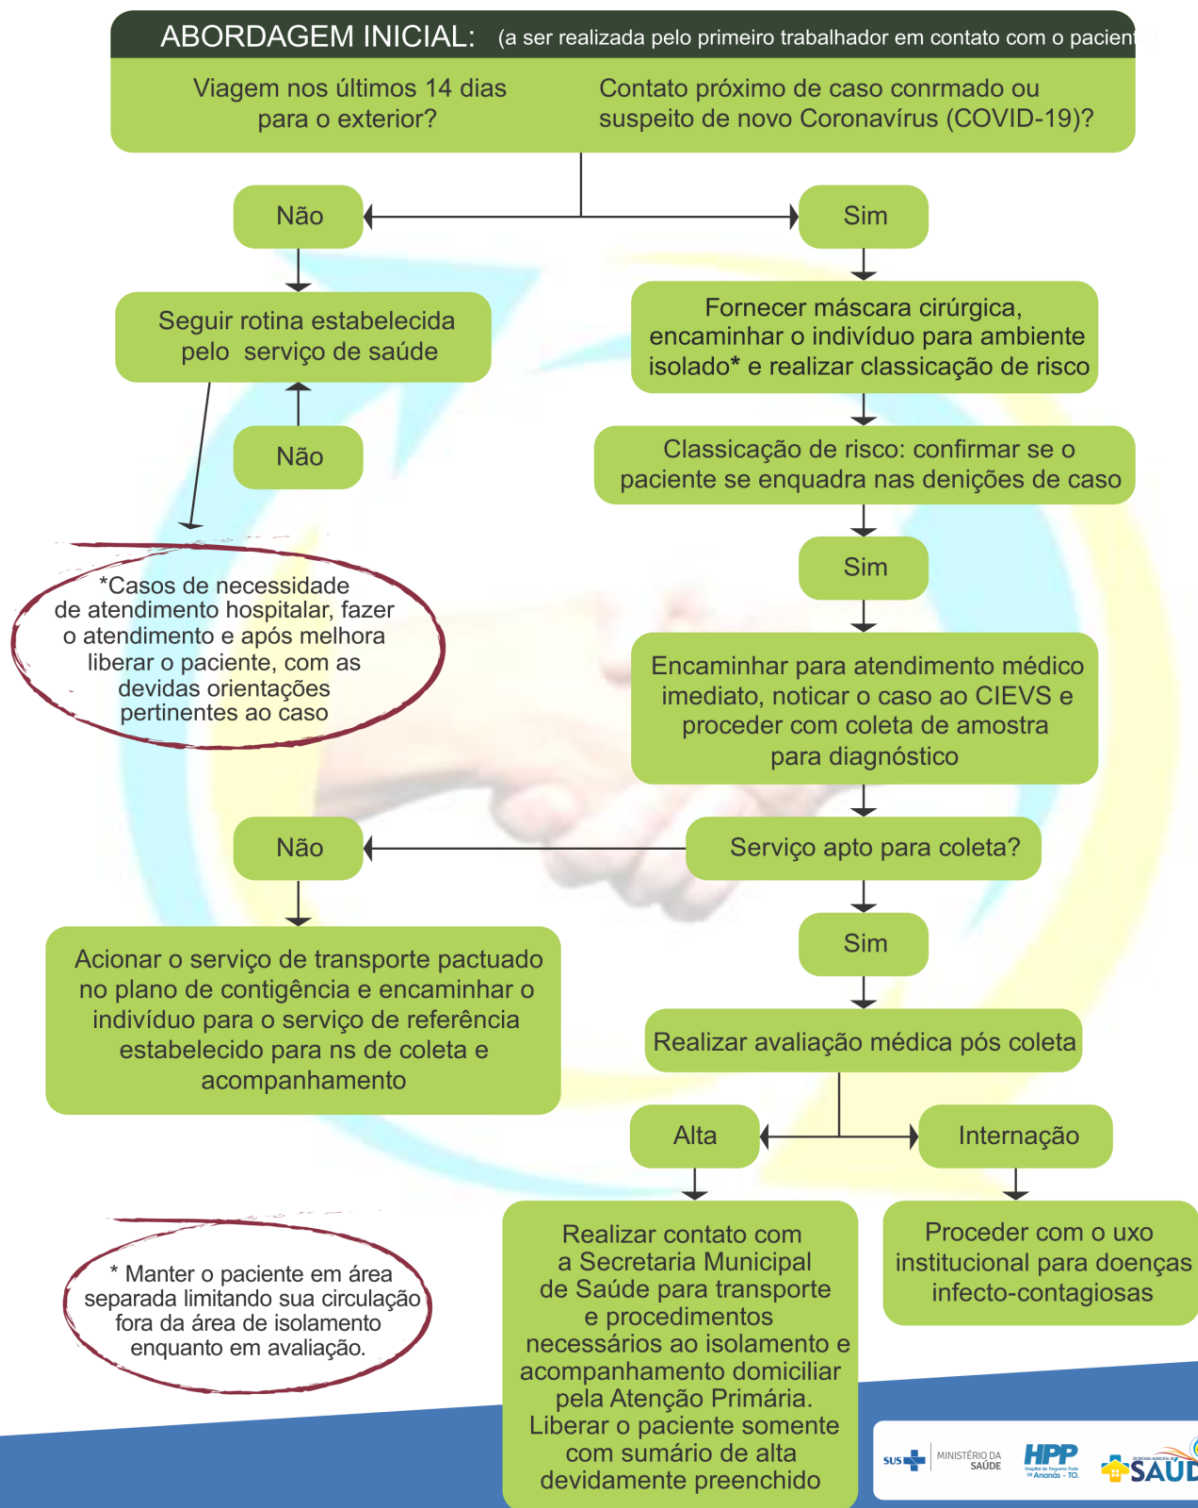 ABORDAGEM INICIAL: (a ser realizada pelo primeiro trabalhador em contato com o paciente)
Viagem nos últimos 14 dias
para o exterior?
Contato próximo de caso conrmado ou
suspeito de novo Coronavírus (COVID-19)?
Não
Sim
Seguir rotina estabelecida
pelo serviço de saúde
Fornecer máscara cirúrgica,
encaminhar o indivíduo para ambiente
isolado* e realizar classicação de risco
Não
Classicação de risco: confirmar se o
paciente se enquadra nas denições de caso
Sim
*Casos de necessidade
de atendimento hospitalar, fazer
o atendimento e após melhora
liberar o paciente, com as
devidas orientações
pertinentes ao caso
Encaminhar para atendimento médico
imediato, noticar o caso ao CIEVS e
proceder com coleta de amostra
para diagnóstico
Não
Serviço apto para coleta?
Sim
Acionar o serviço de transporte pactuado
no plano de contigência e encaminhar o
indivíduo para o serviço de referência
estabelecido para ns de coleta e
acompanhamento
Realizar avaliação médica pós coleta
Alta
Internação
Realizar contato com
a Secretaria Municipal
de Saúde para transporte
e procedimentos
necessários ao isolamento e
acompanhamento domiciliar
pela Atenção Primária.
Liberar o paciente somente
com sumário de alta
devidamente preenchido
Proceder com o uxo
institucional para doenças
infecto-contagiosas
* Manter o paciente em área
separada limitando sua circulação
fora da área de isolamento
enquanto em avaliação.
SUS
MINISTÉRIO DA
SAÚDE
HPP
Hospital de Pequeno Porte
de Ananás - TO.
SAÚD